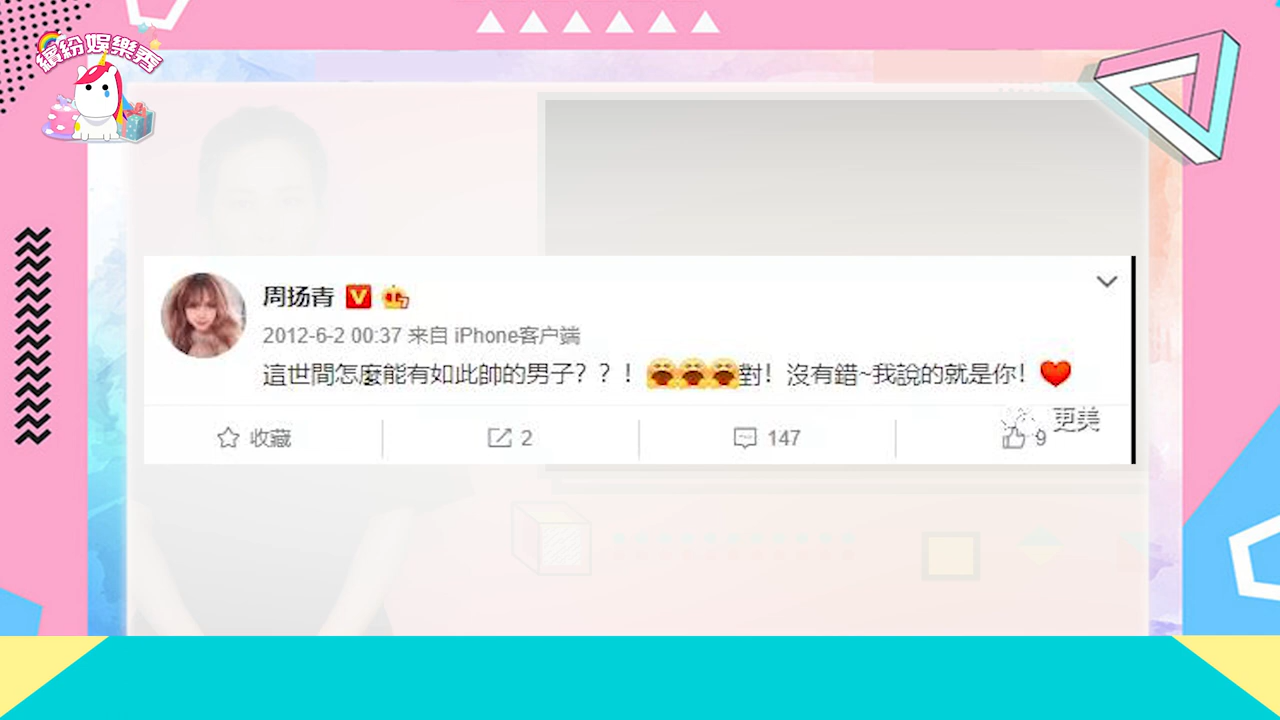 繽紛娛樂秀
周扬青
2012-6-2 00:37 来自 iPhone客户端
這世間怎麼能有如此帥的男子？？！對！沒有錯~我說的就是你！
收藏
2
147
9
更美